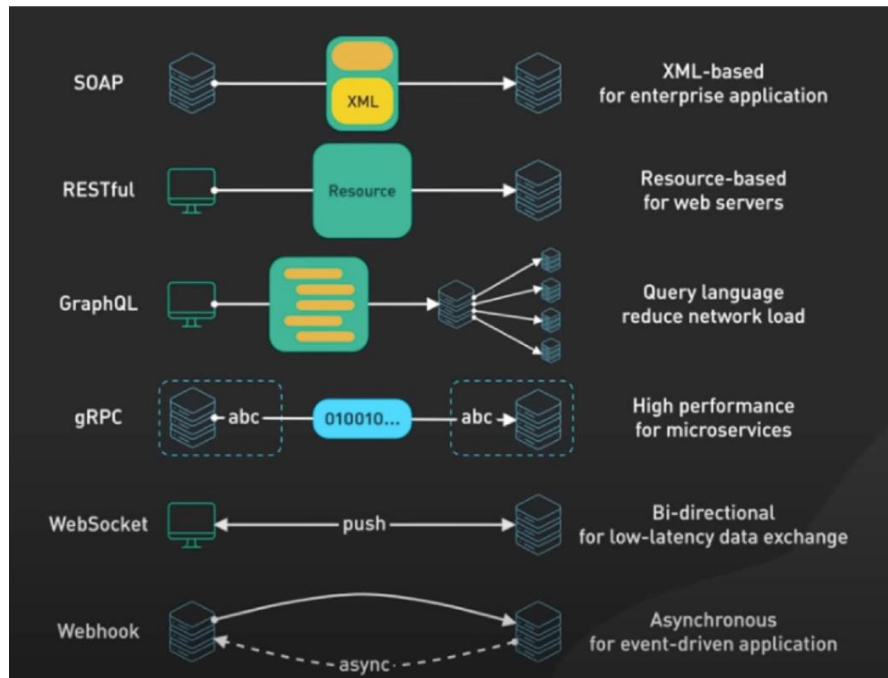 SOAP
XML
XML-based
for enterprise application
RESTful
Resource
Resource-based
for web servers
GraphQL
Query language
reduce network load
gRPC
abc
010010...
abc
High performance
for microservices
WebSocket
push
Bi-directional
for low-latency data exchange
Webhook
async
Asynchronous
for event-driven application